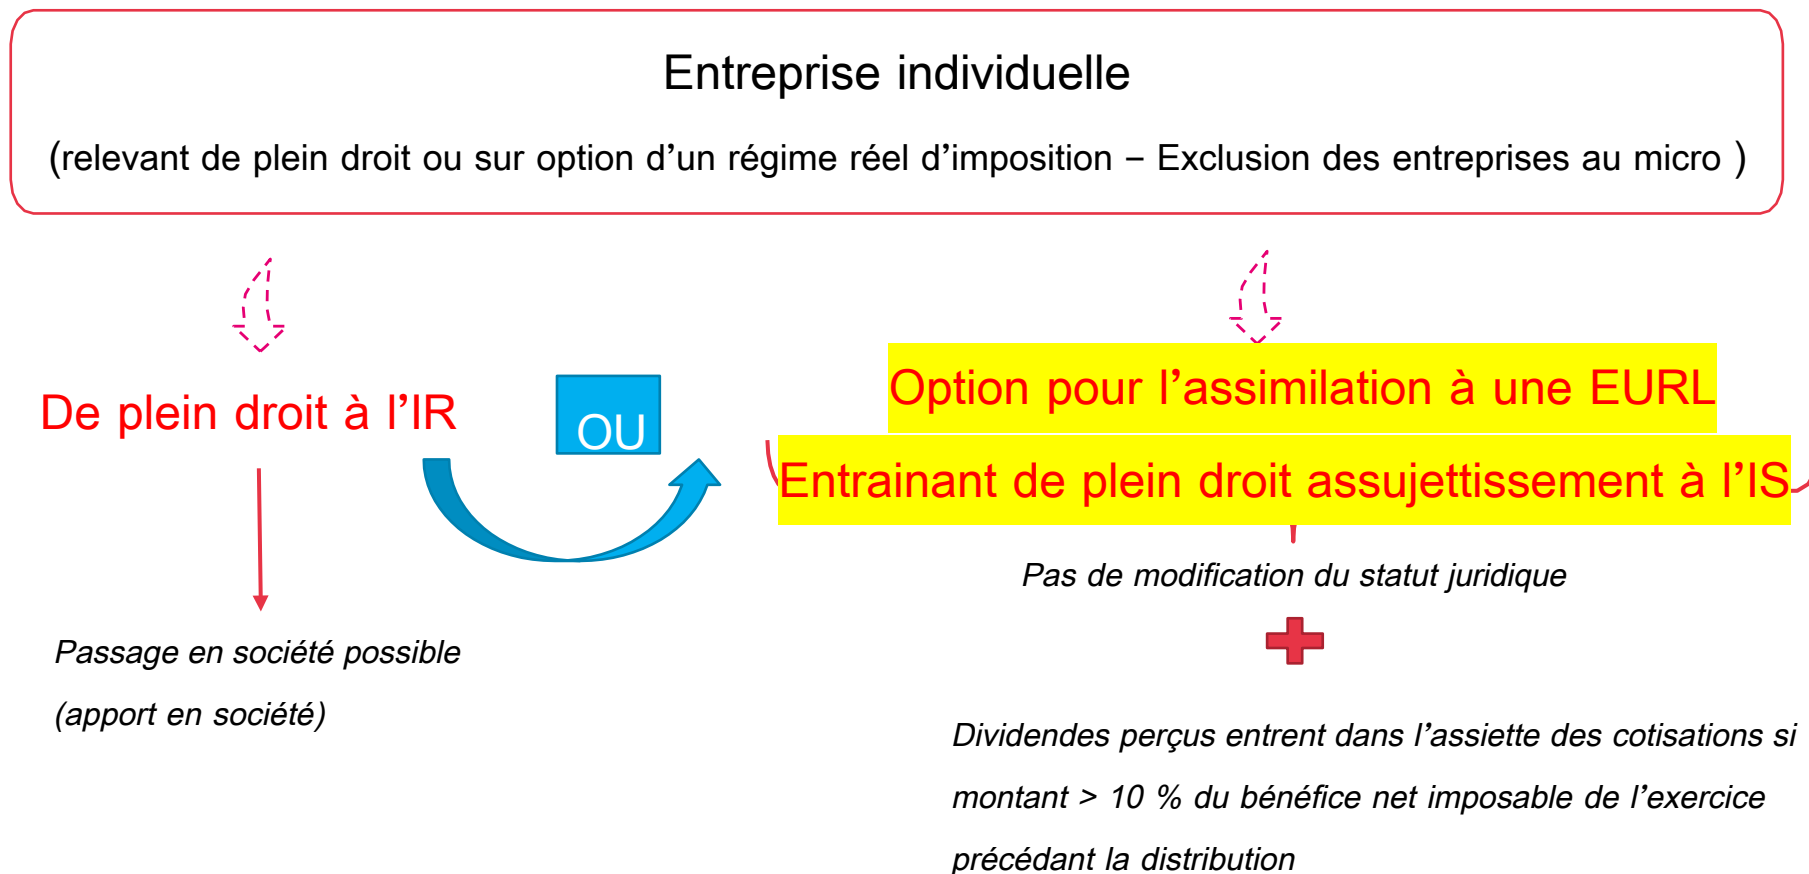 Entreprise individuelle
(relevant de plein droit ou sur option d’un régime réel d’imposition – Exclusion des entreprises au micro )
De plein droit à l’IR
OU
Option pour l’assimilation à une EURL
Entrainant de plein droit assujettissement à l’IS
Passage en société possible
(apport en société)
Pas de modification du statut juridique
Dividendes perçus entrent dans l’assiette des cotisations si
montant > 10 % du bénéfice net imposable de l’exercice
précédant la distribution